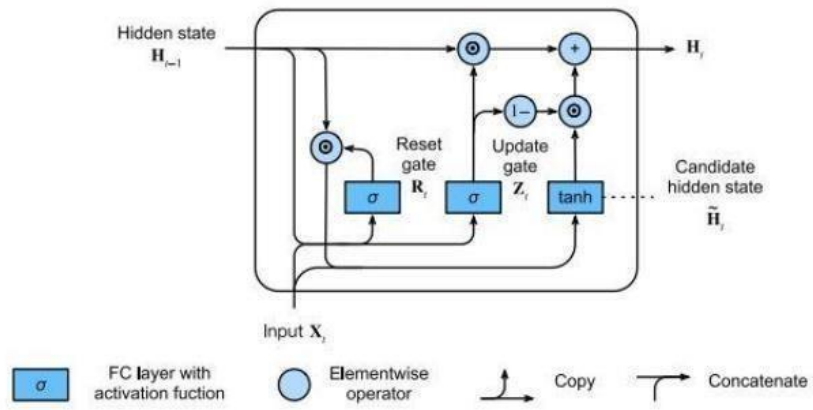 Hidden state
H_{t−1}
⊙
+
H_t
1−
⊙
⊙
Reset
gate
R_t
Update
gate
Z_t
Candidate
hidden state
H̃_t
σ
σ
tanh
Input X_t
σ
FC layer with
activation fuction
Elementwise
operator
Copy
Concatenate